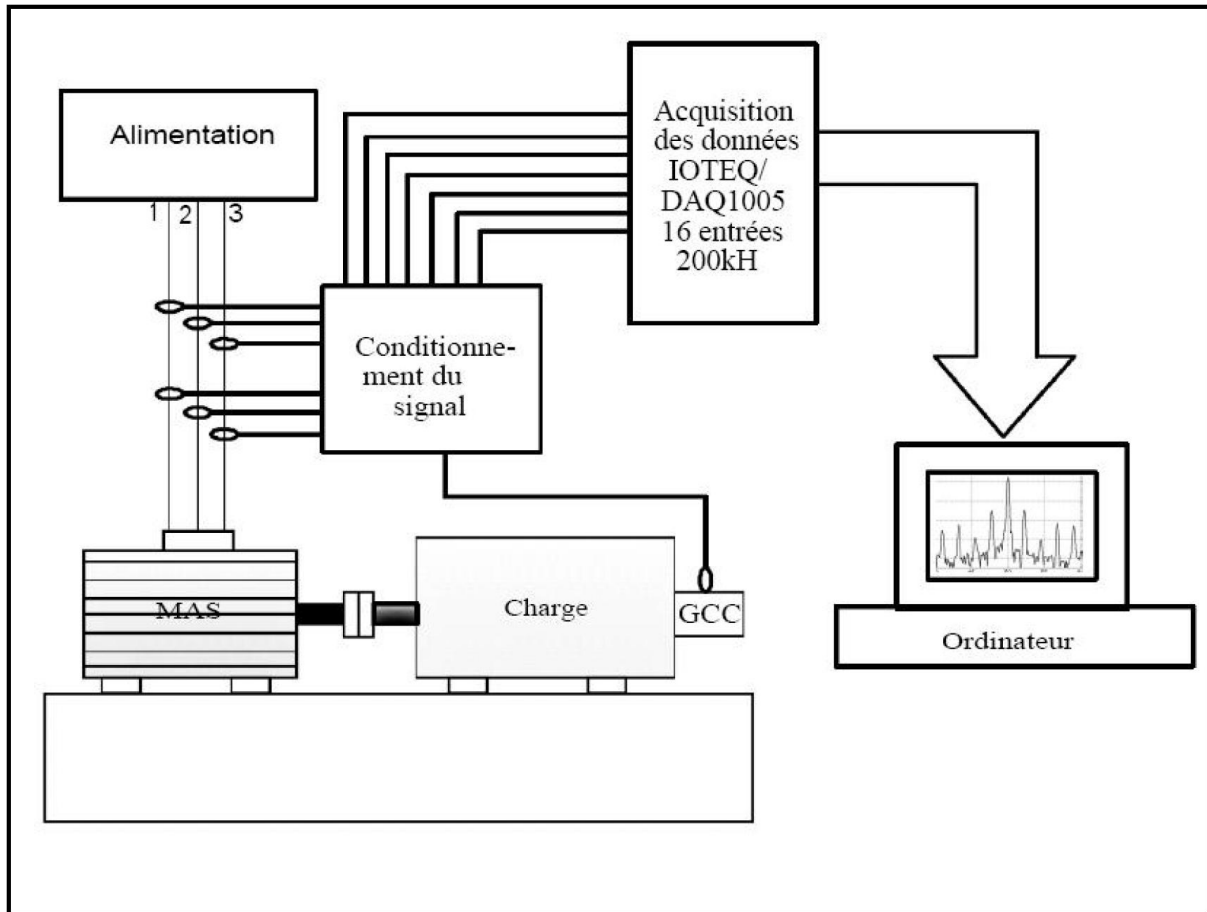 Alimentation
1 2 3
Acquisition
des données
IOTEQ/
DAQ1005
16 entrées
200kH
Conditionne-
ment du
signal
MAS
Charge
GCC
Ordinateur